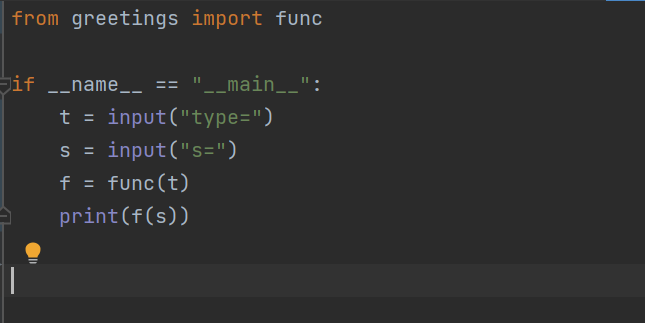 from greetings import func
if __name__ == "__main__":
    t = input("type=")
    s = input("s=")
    f = func(t)
    print(f(s))